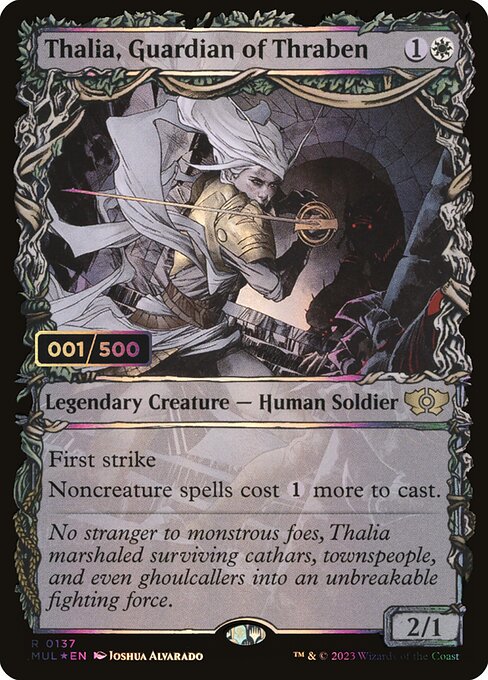 Thalia, Guardian of Thraben 1
001/500
Legendary Creature — Human Soldier
First strike
Noncreature spells cost 1 more to cast.
No stranger to monstrous foes, Thalia
marshaled surviving cathars, townspeople,
and even ghoulcallers into an unbreakable
fighting force.
2/1
R 0137
MUL★EN Joshua Alvarado
™ & © 2023 Wizards of the Coast